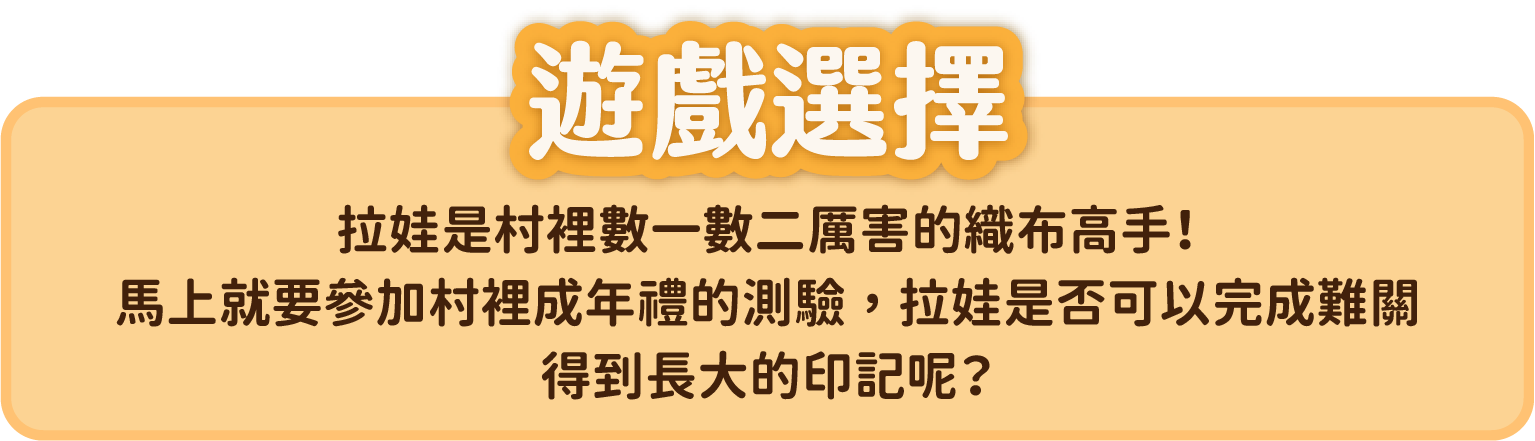 遊戲選擇
拉娃是村裡數一數二厲害的織布高手!
馬上就要參加村裡成年禮的測驗，拉娃是否可以完成難關
得到長大的印記呢?